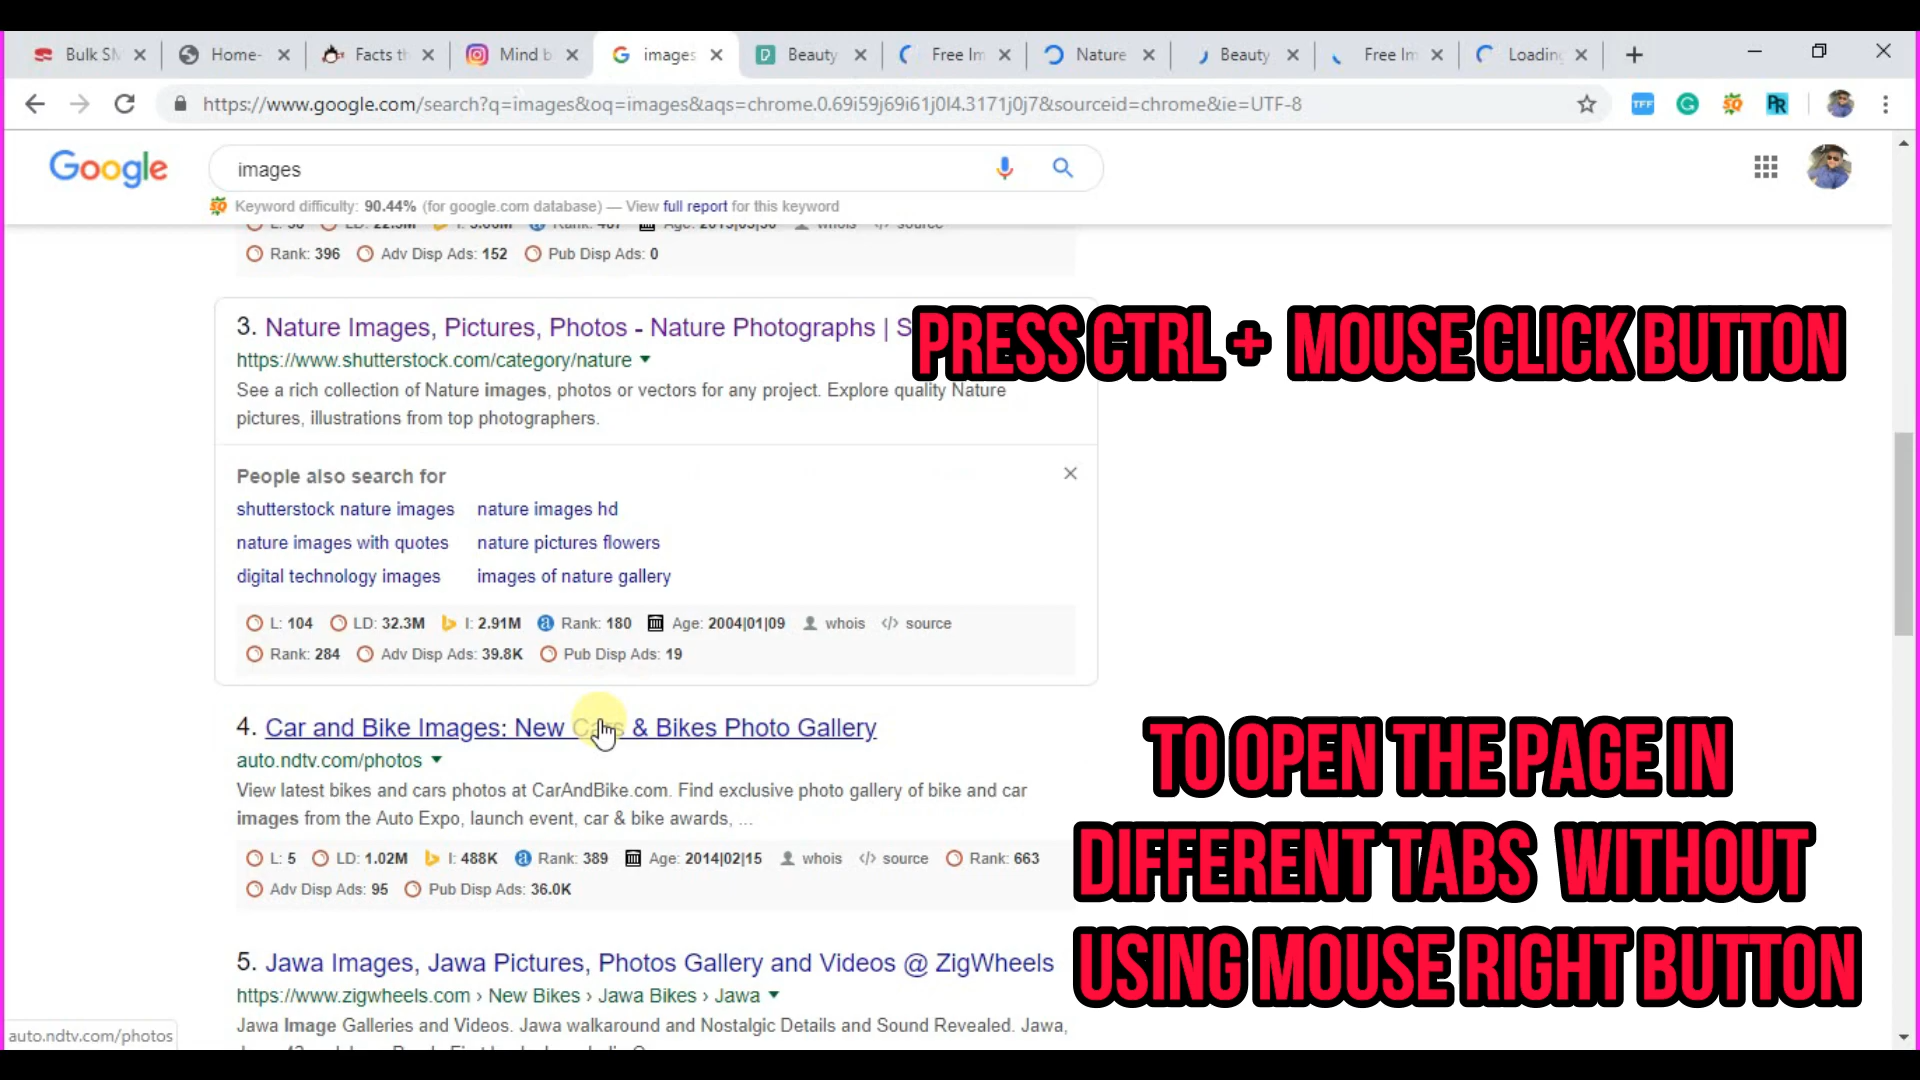 Bulk SM
Home-
Facts th
Mind b
images
Beauty
Free Im
Nature
Beauty
Free Im
Loading
https://www.google.com/search?q=images&oq=images&aqs=chrome.0.69i59j69i61j0l4.3171j0j7&sourceid=chrome&ie=UTF-8
TFF
SQ
PR
Google
images
SQ Keyword difficulty: 90.44% (for google.com database) — View full report for this keyword
Rank: 396 Adv Disp Ads: 152 Pub Disp Ads: 0
3. Nature Images, Pictures, Photos - Nature Photographs | S
PRESS CTRL + MOUSE CLICK BUTTON
https://www.shutterstock.com/category/nature
See a rich collection of Nature images, photos or vectors for any project. Explore quality Nature
pictures, illustrations from top photographers.
People also search for
shutterstock nature images nature images hd
nature images with quotes nature pictures flowers
digital technology images images of nature gallery
L: 104 LD: 32.3M I: 2.91M Rank: 180 Age: 2004|01|09 whois </> source
Rank: 284 Adv Disp Ads: 39.8K Pub Disp Ads: 19
4. Car and Bike Images: New Cars & Bikes Photo Gallery
auto.ndtv.com/photos
View latest bikes and cars photos at CarAndBike.com. Find exclusive photo gallery of bike and car
images from the Auto Expo, launch event, car & bike awards, ...
L: 5 LD: 1.02M I: 488K Rank: 389 Age: 2014|02|15 whois </> source Rank: 663
Adv Disp Ads: 95 Pub Disp Ads: 36.0K
TO OPEN THE PAGE IN
DIFFERENT TABS WITHOUT
USING MOUSE RIGHT BUTTON
5. Jawa Images, Jawa Pictures, Photos Gallery and Videos @ ZigWheels
https://www.zigwheels.com › New Bikes › Jawa Bikes › Jawa
Jawa Image Galleries and Videos. Jawa walkaround and Nostalgic Details and Sound Revealed. Jawa,
auto.ndtv.com/photos